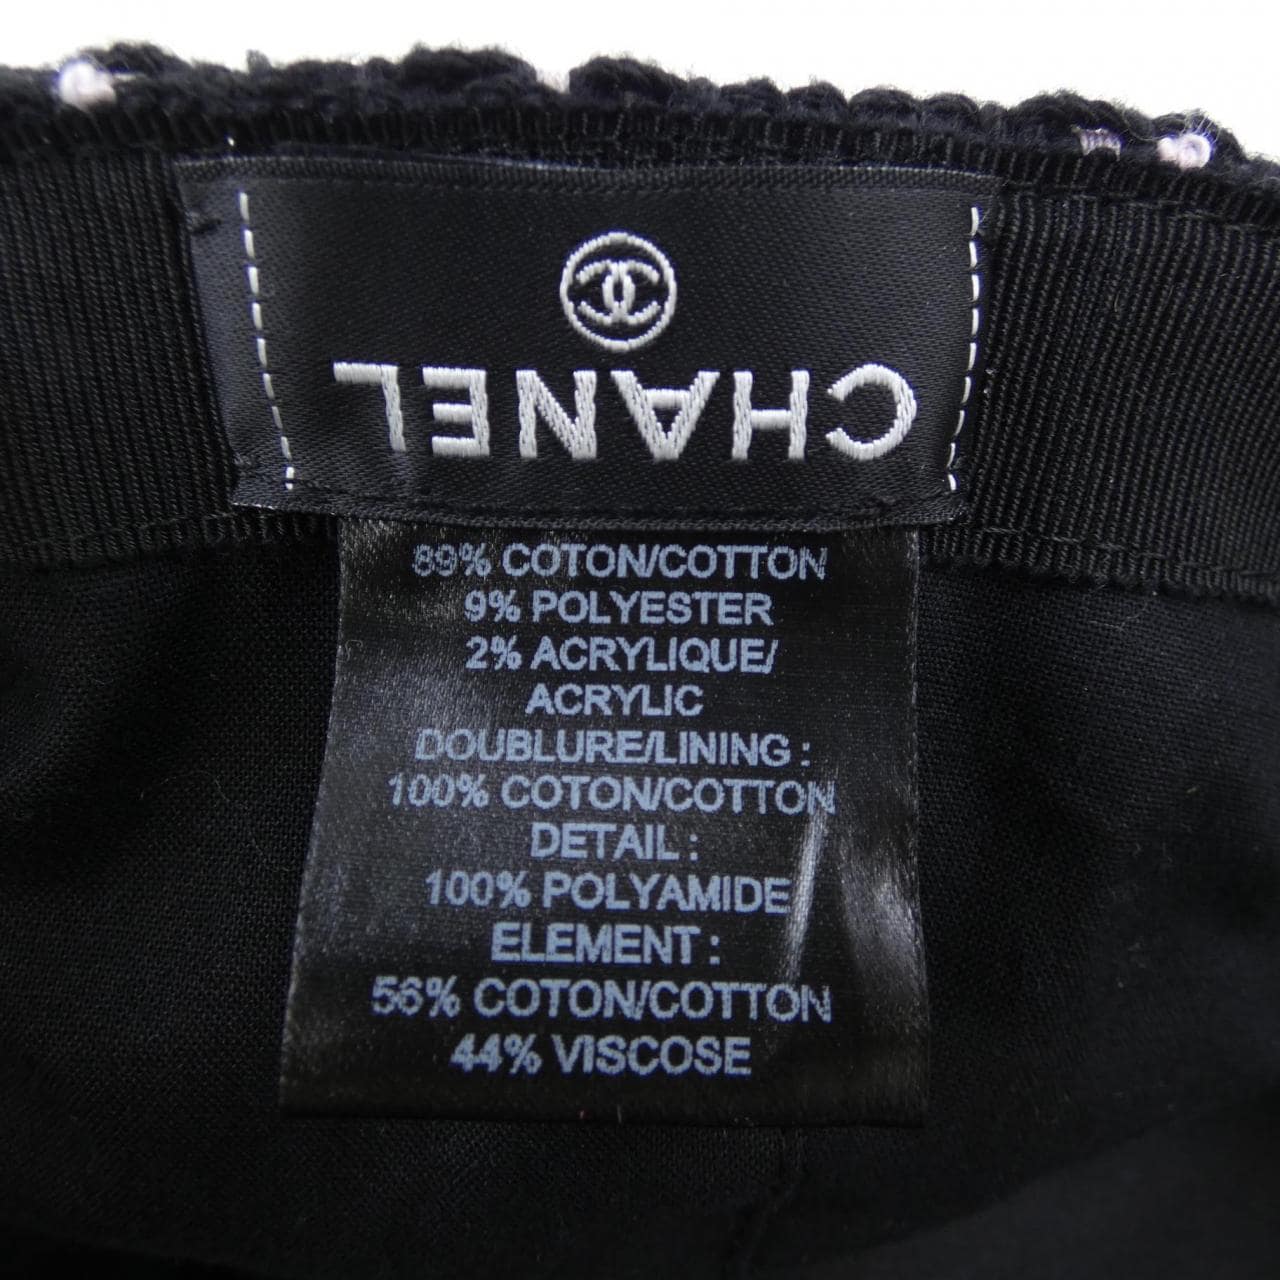 CHANEL
89% COTON/COTTON
9% POLYESTER
2% ACRYLIQUE/
ACRYLIC
DOUBLURE/LINING :
100% COTON/COTTON
DETAIL :
100% POLYAMIDE
ELEMENT :
56% COTON/COTTON
44% VISCOSE